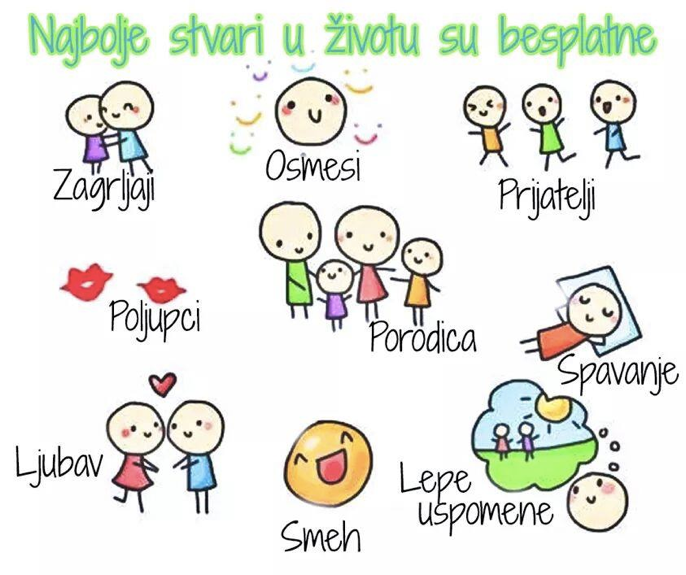 Najbolje stvari u životu su besplatne
Zagrljaji
Osmesi
Prijatelji
Poljupci
Porodica
Spavanje
Ljubav
Smeh
Lepe
uspomene